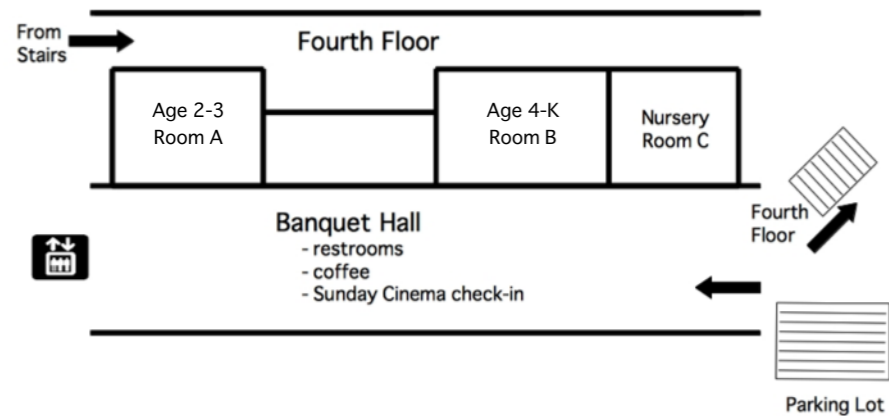 From
Stairs
Fourth Floor
Age 2-3
Room A
Age 4-K
Room B
Nursery
Room C
Banquet Hall
- restrooms
- coffee
- Sunday Cinema check-in
Fourth
Floor
Parking Lot